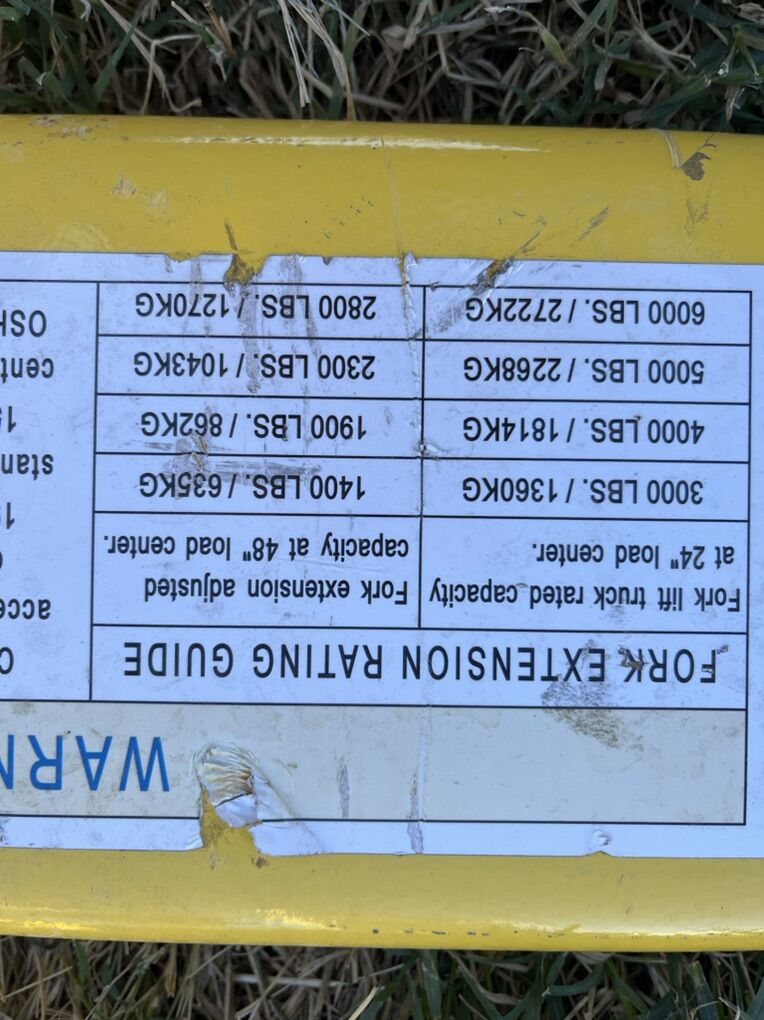 WARN
FORK EXTENSION RATING GUIDE
Fork lift truck rated capacity
at 24" load center.
Fork extension adjusted
capacity at 48" load center.
3000 LBS. / 1360KG 1400 LBS. / 635KG
4000 LBS. / 1814KG 1900 LBS. / 862KG
5000 LBS. / 2268KG 2300 LBS. / 1043KG
6000 LBS. / 2722KG 2800 LBS. / 1270KG
acce
stan
15
cent
OSH